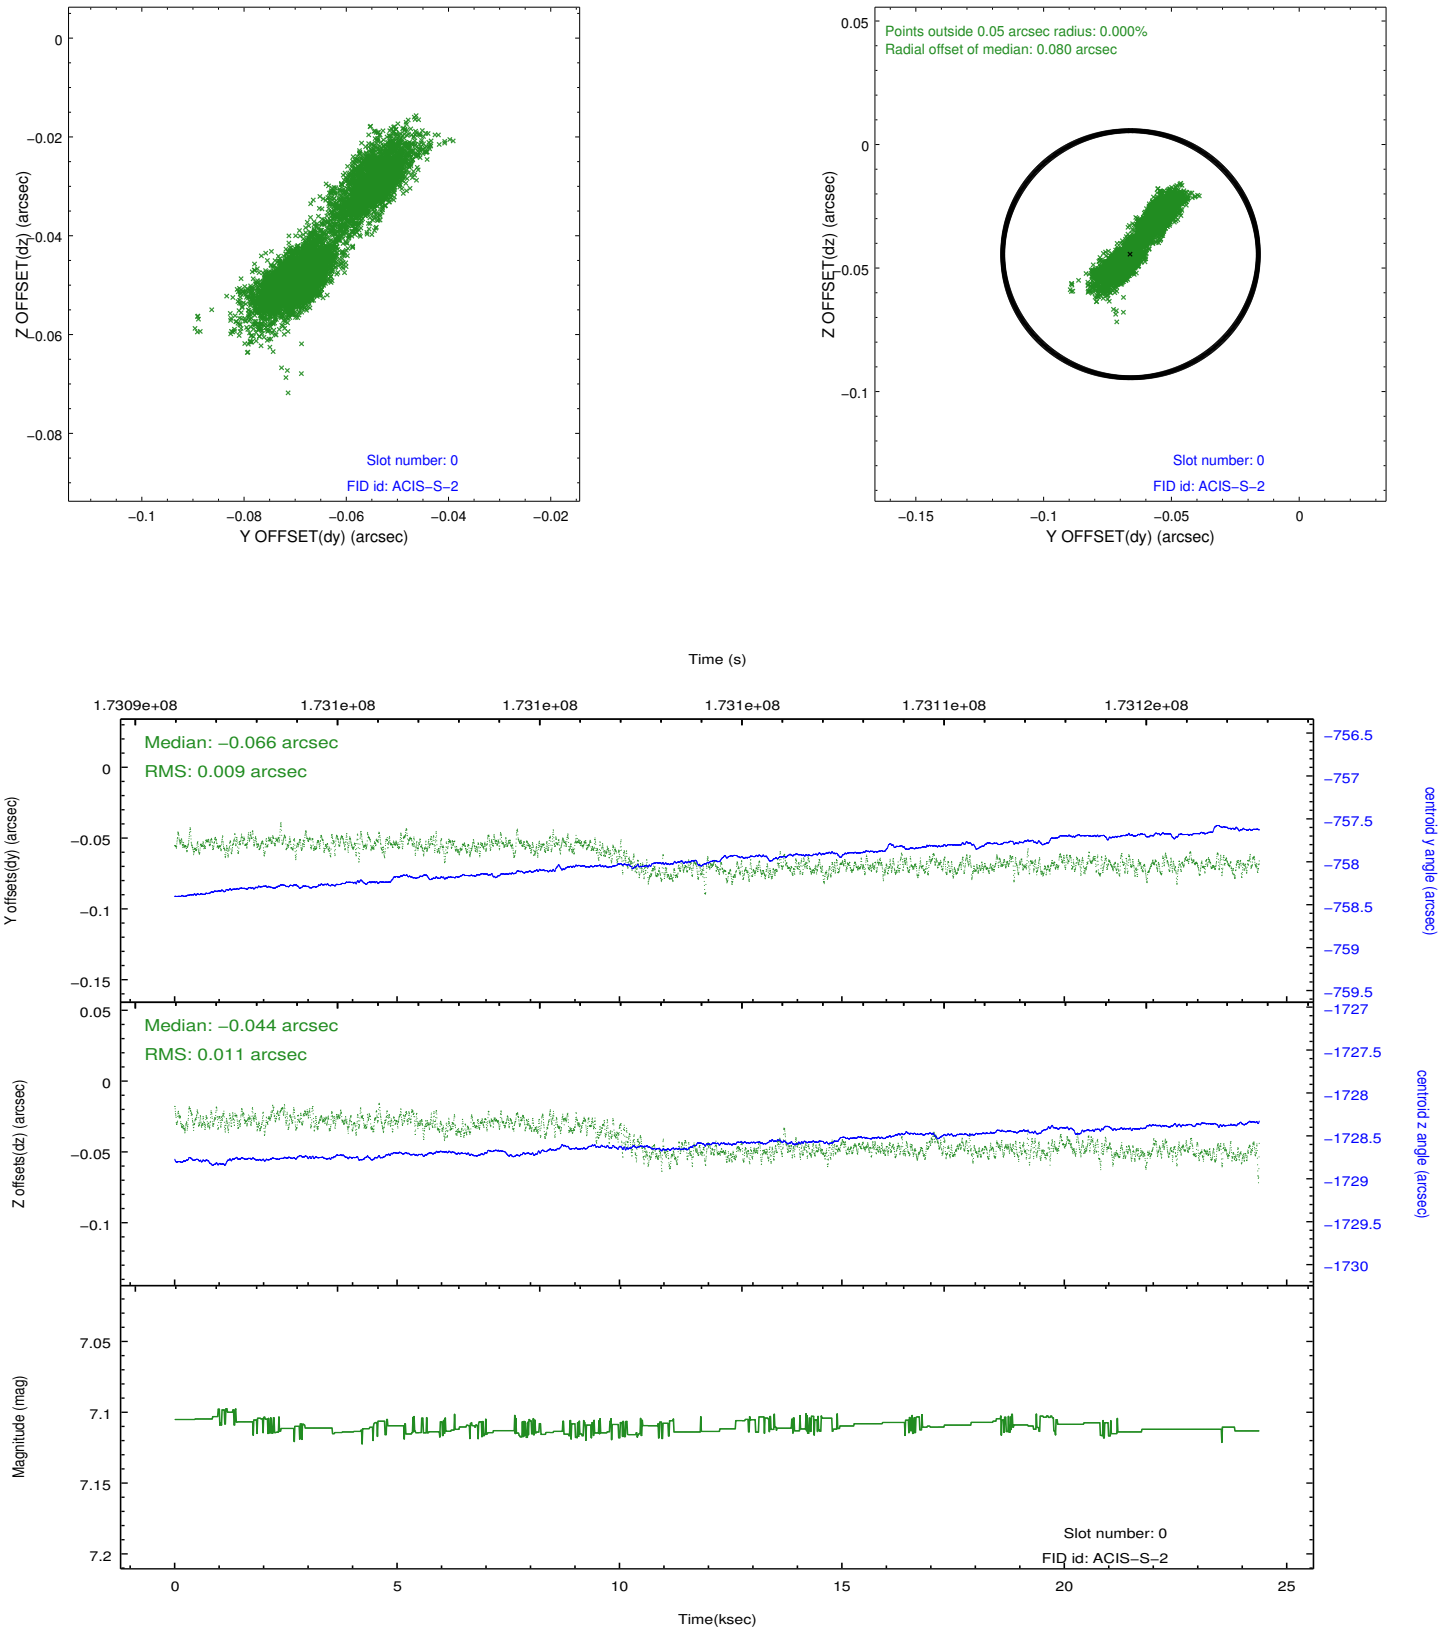 0
−0.02
−0.04
−0.06
−0.08
Z OFFSET(dz) (arcsec)
Slot number: 0
FID id: ACIS−S−2
−0.1
−0.08
−0.06
−0.04
−0.02
Y OFFSET(dy) (arcsec)
0.05
0
−0.05
−0.1
Z OFFSET(dz) (arcsec)
Points outside 0.05 arcsec radius: 0.000%
Radial offset of median: 0.080 arcsec
Slot number: 0
FID id: ACIS−S−2
−0.15
−0.1
−0.05
0
Y OFFSET(dy) (arcsec)
Time (s)
1.7309e+08
1.731e+08
1.731e+08
1.731e+08
1.7311e+08
1.7312e+08
Median: −0.066 arcsec
RMS: 0.009 arcsec
0
−0.05
−0.1
−0.15
Y offsets(dy) (arcsec)
−756.5
−757
−757.5
−758
−758.5
−759
−759.5
centroid y angle (arcsec)
Median: −0.044 arcsec
RMS: 0.011 arcsec
0.05
0
−0.05
−0.1
Z offsets(dz) (arcsec)
−1727
−1727.5
−1728
−1728.5
−1729
−1729.5
−1730
centroid z angle (arcsec)
7.05
7.1
7.15
7.2
Magnitude (mag)
Slot number: 0
FID id: ACIS−S−2
0
5
10
15
20
25
Time(ksec)